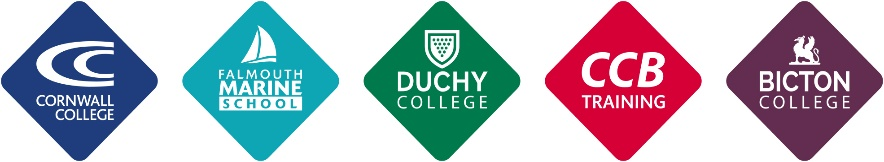 CORNWALL
COLLEGE
FALMOUTH
MARINE
SCHOOL
DUCHY
COLLEGE
CCB
TRAINING
BICTON
COLLEGE